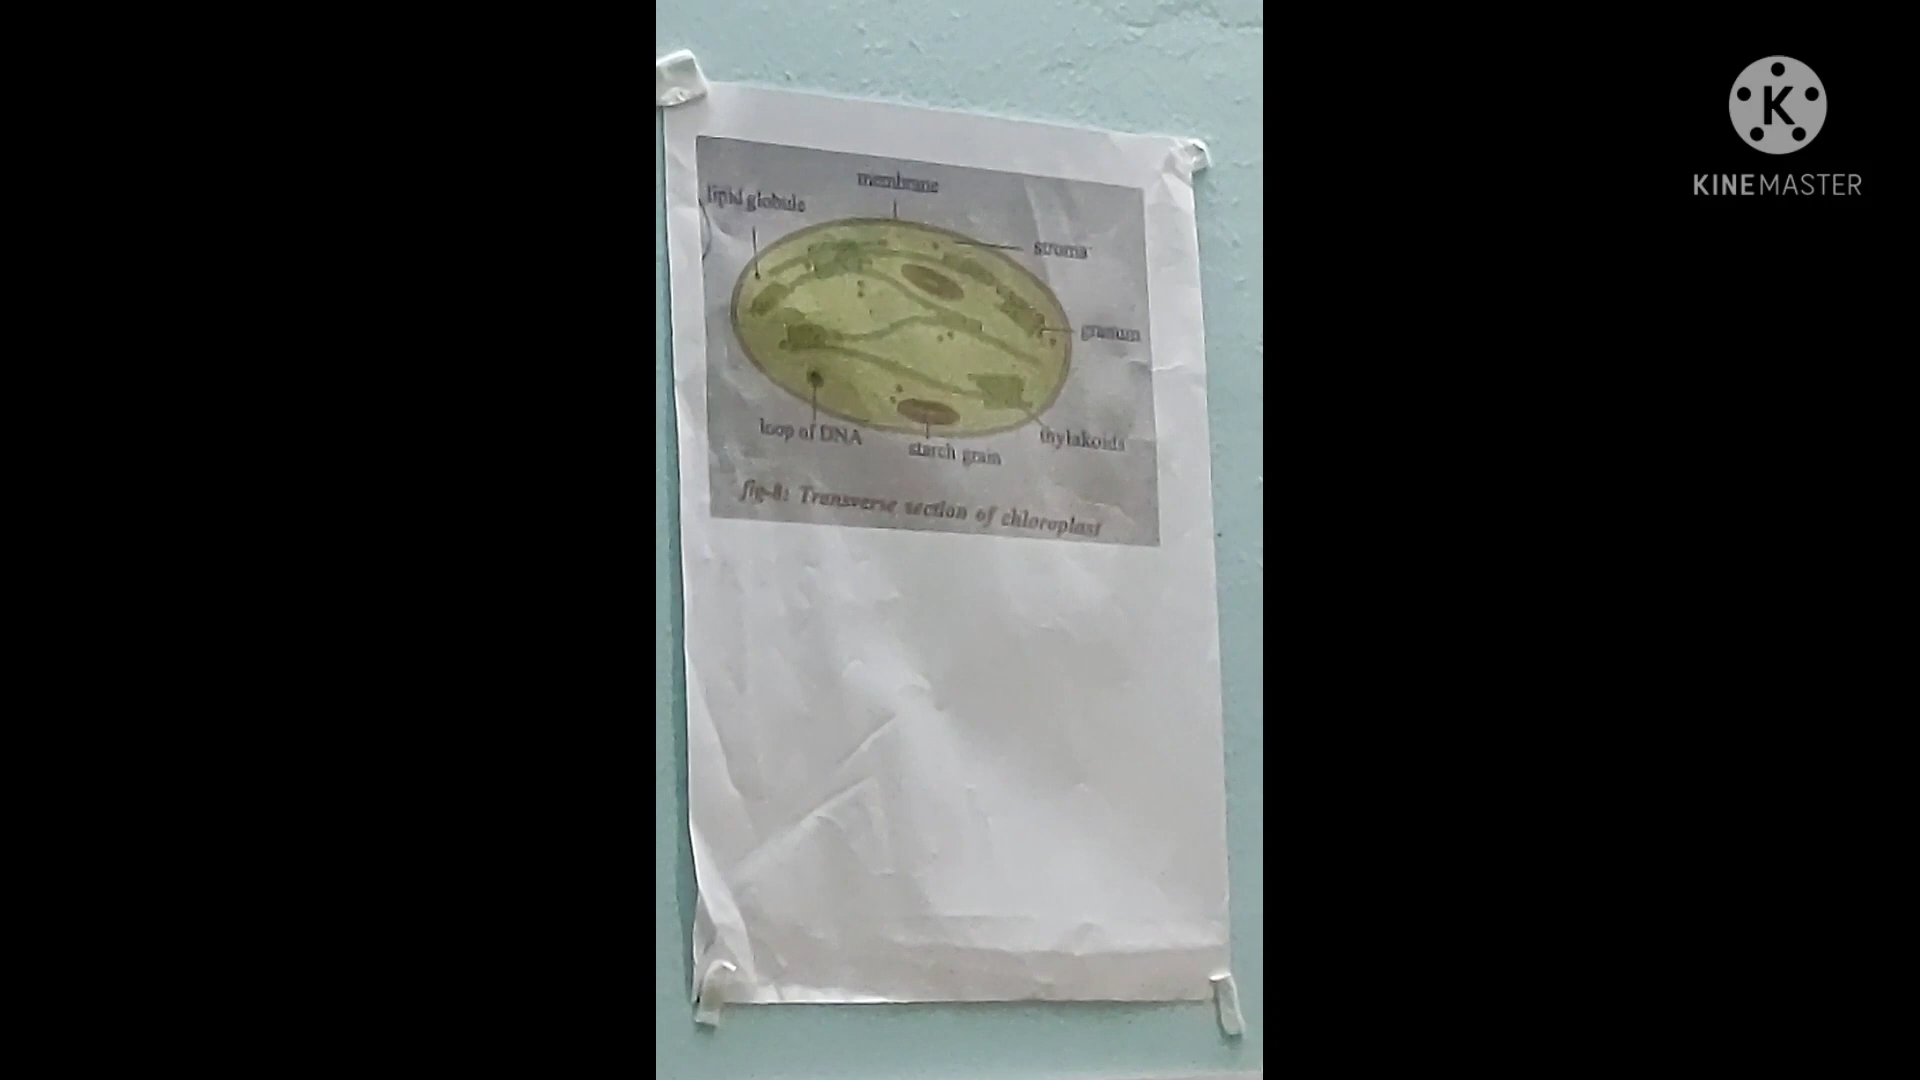 membrane
lipid globule
stroma
granum
loop of DNA
starch grain
thylakoids
fig-8: Transverse section of chloroplast
K
KINEMASTER